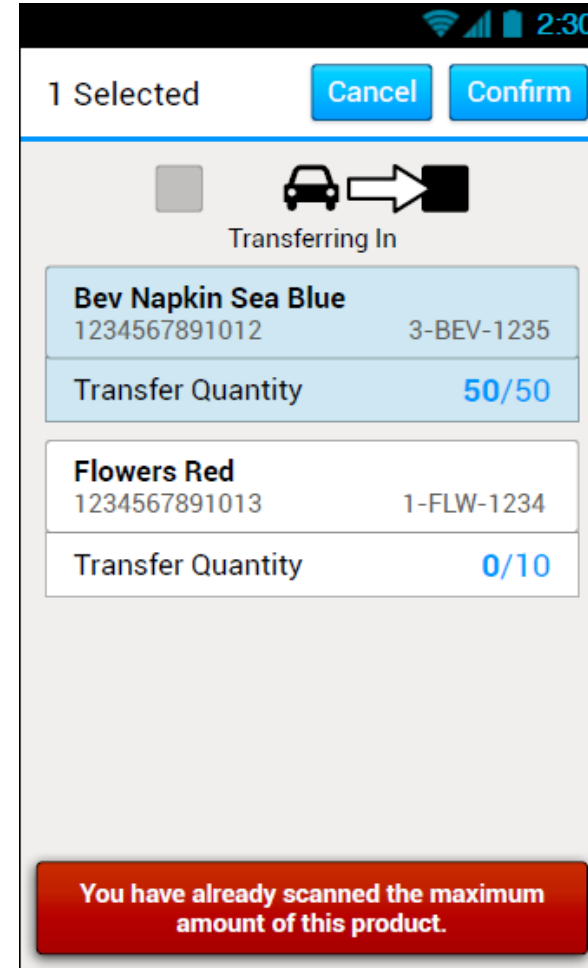 2:30
1 Selected
Cancel
Confirm
Transferring In
Bev Napkin Sea Blue
1234567891012 3-BEV-1235
Transfer Quantity 50/50
Flowers Red
1234567891013 1-FLW-1234
Transfer Quantity 0/10
You have already scanned the maximum
amount of this product.